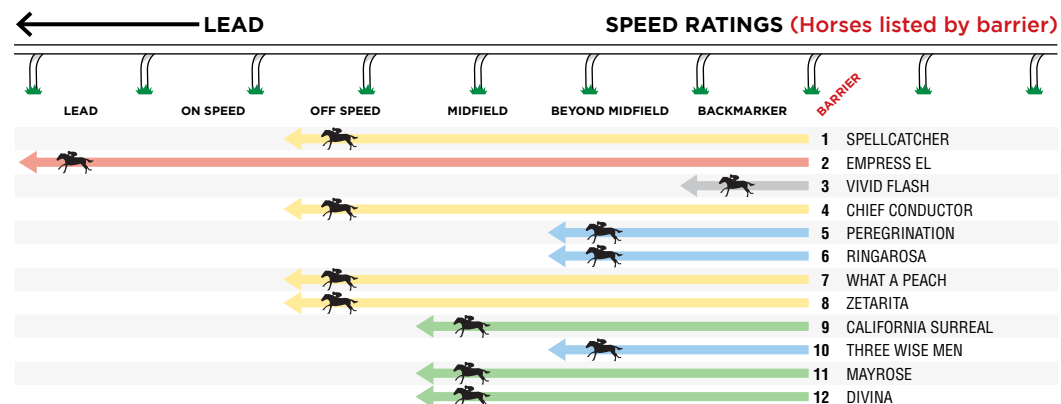 LEAD SPEED RATINGS (Horses listed by barrier)
LEAD ON SPEED OFF SPEED MIDFIELD BEYOND MIDFIELD BACKMARKER BARRIER
1 SPELLCATCHER
2 EMPRESS EL
3 VIVID FLASH
4 CHIEF CONDUCTOR
5 PEREGRINATION
6 RINGAROSA
7 WHAT A PEACH
8 ZETARITA
9 CALIFORNIA SURREAL
10 THREE WISE MEN
11 MAYROSE
12 DIVINA